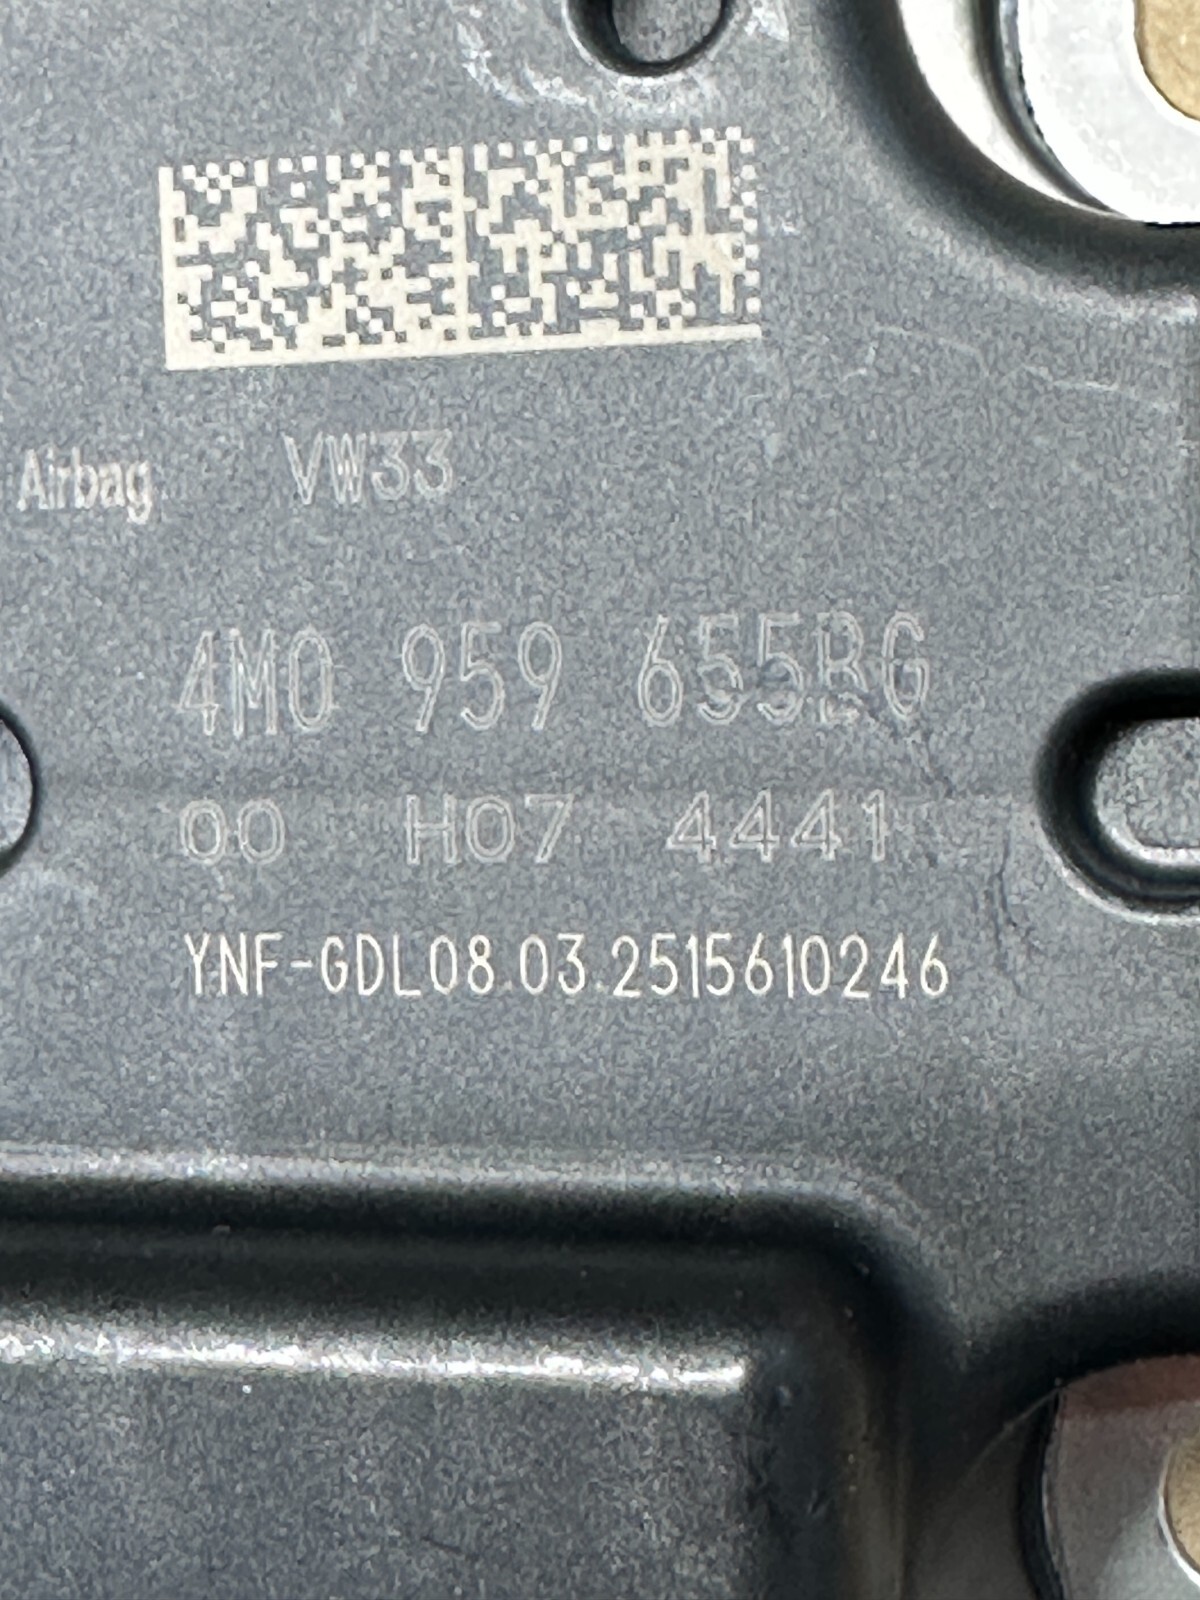 Airbag VW33
4M0 959 655BG
00 H07 4441
YNF-GDL08.03.2515610246